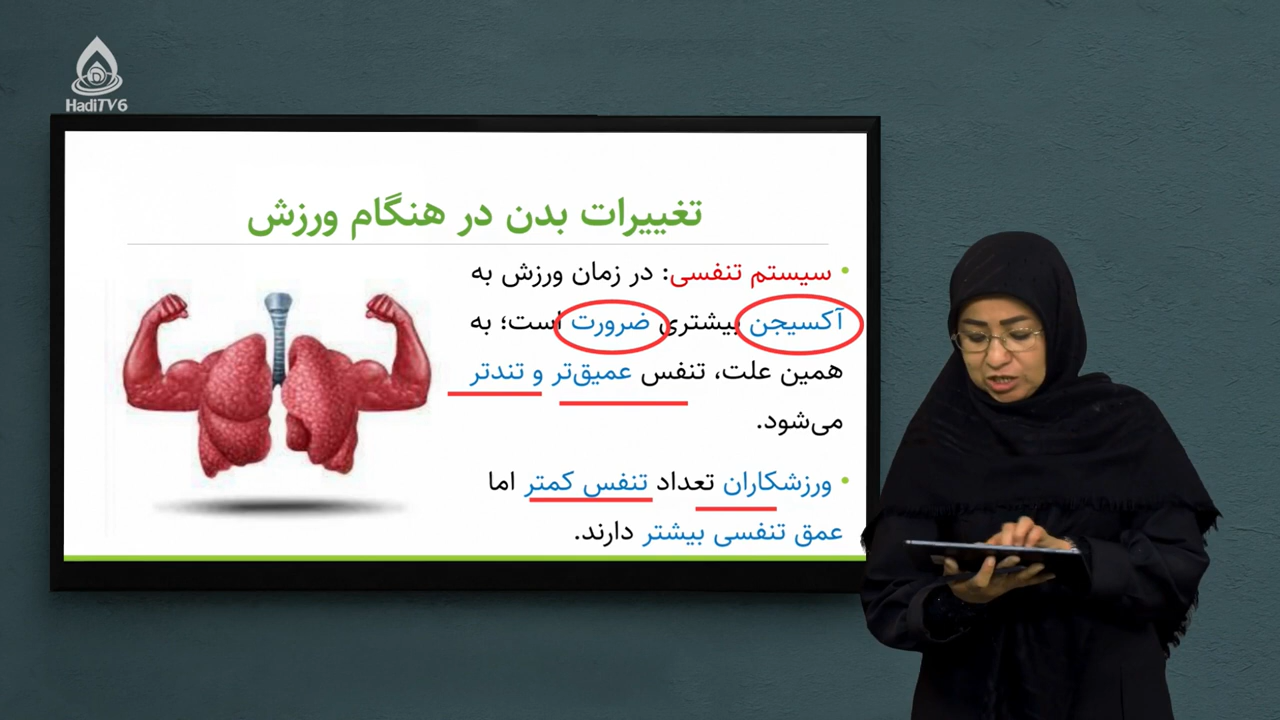 HadiTV6
تغییرات بدن در هنگام ورزش
• سیستم تنفسی: در زمان ورزش به
آکسیجن بیشتری ضرورت است؛ به
همین علت، تنفس عمیق‌تر و تندتر
می‌شود.
• ورزشکاران تعداد تنفس کمتر اما
عمق تنفسی بیشتر دارند.